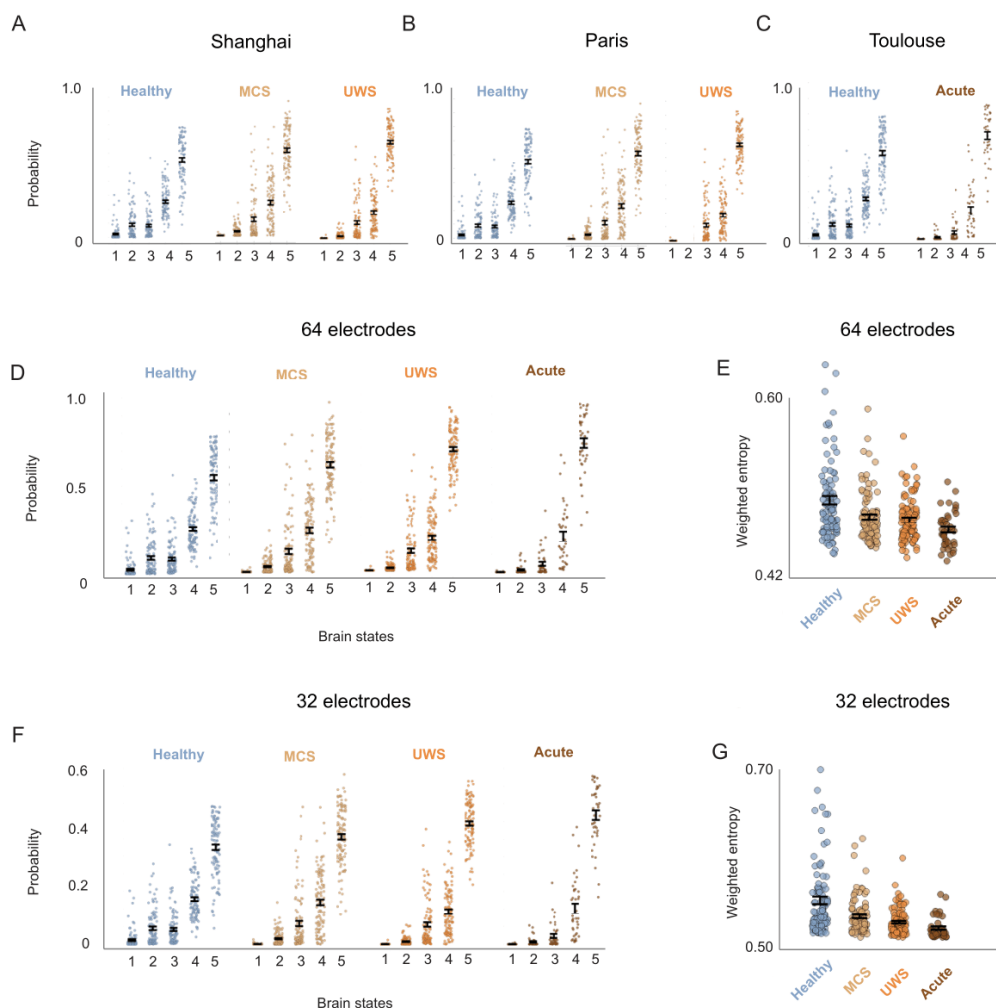 A
Shanghai
B
Paris
C
Toulouse
1.0
Healthy
MCS
UWS
Probability
0
1 2 3 4 5
1 2 3 4 5
1 2 3 4 5
1.0
Healthy
MCS
UWS
0
1 2 3 4 5
1 2 3 4 5
1 2 3 4 5
1.0
Healthy
Acute
0
1 2 3 4 5
1 2 3 4 5
64 electrodes
D
Healthy
MCS
UWS
Acute
1.0
0.5
0
Probability
1 2 3 4 5
1 2 3 4 5
1 2 3 4 5
1 2 3 4 5
Brain states
64 electrodes
E
0.60
Weighted entropy
0.42
Healthy
MCS
UWS
Acute
32 electrodes
F
Healthy
MCS
UWS
Acute
0.6
0.4
0.2
0
Probability
1 2 3 4 5
1 2 3 4 5
1 2 3 4 5
1 2 3 4 5
Brain states
32 electrodes
G
0.70
Weighted entropy
0.50
Healthy
MCS
UWS
Acute